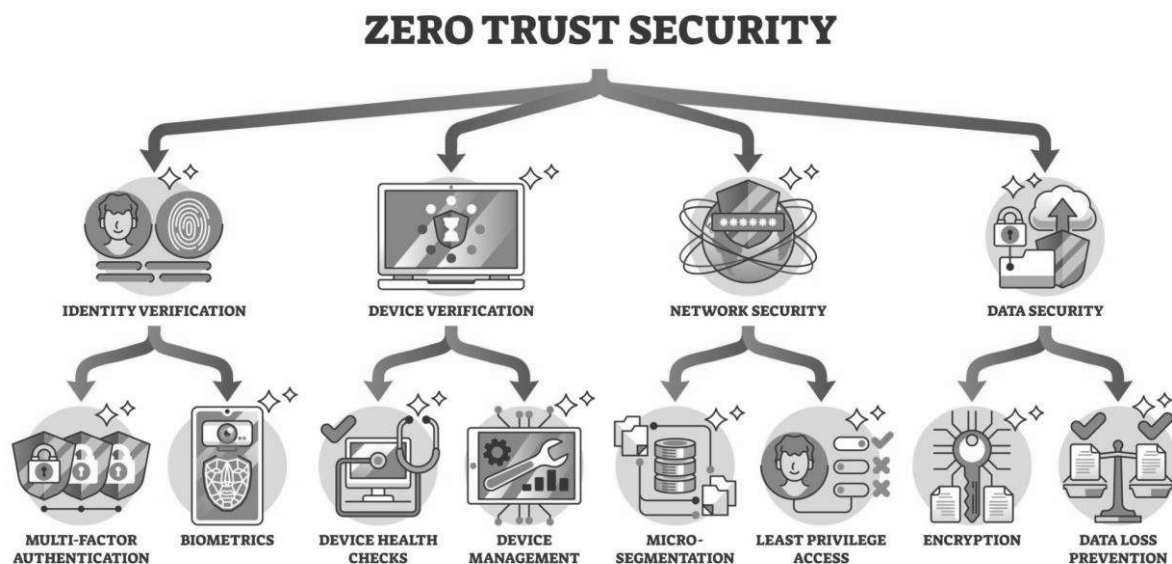 ZERO TRUST SECURITY
IDENTITY VERIFICATION
DEVICE VERIFICATION
NETWORK SECURITY
DATA SECURITY
MULTI-FACTOR
AUTHENTICATION
BIOMETRICS
DEVICE HEALTH
CHECKS
DEVICE
MANAGEMENT
MICRO-
SEGMENTATION
LEAST PRIVILEGE
ACCESS
ENCRYPTION
DATA LOSS
PREVENTION